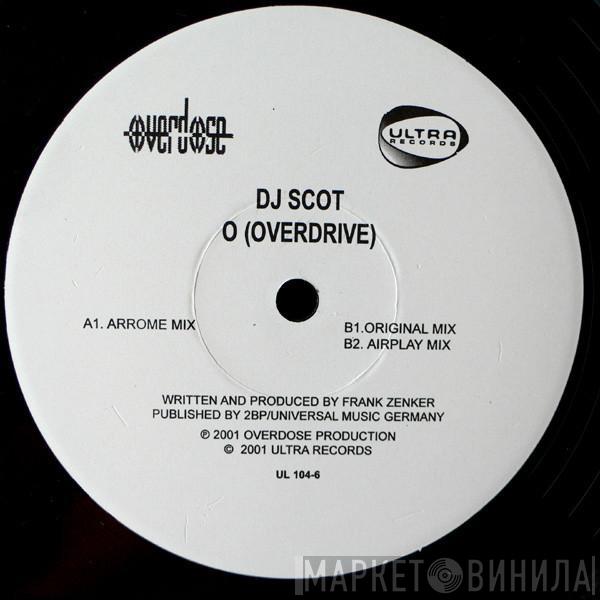 overdose
ULTRA
RECORDS
DJ SCOT
O (OVERDRIVE)
A1. ARROME MIX
B1.ORIGINAL MIX
B2. AIRPLAY MIX
WRITTEN AND PRODUCED BY FRANK ZENKER
PUBLISHED BY 2BP/UNIVERSAL MUSIC GERMANY
℗ 2001 OVERDOSE PRODUCTION
© 2001 ULTRA RECORDS
UL 104-6
МАРКЕТ ВИНИЛА